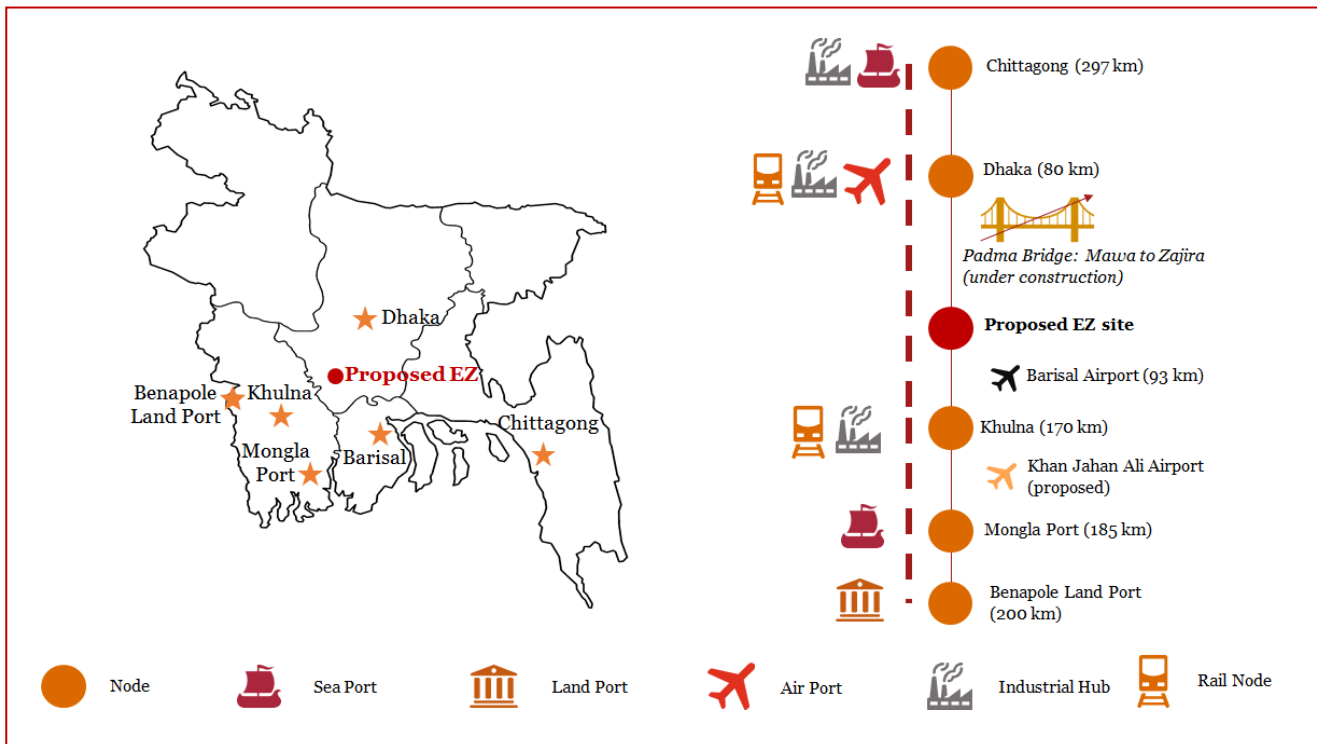 Dhaka
Proposed EZ
Benapole
Land Port
Khulna
Mongla
Port
Barisal
Chittagong
Chittagong (297 km)
Dhaka (80 km)
Padma Bridge: Mawa to Zajira
(under construction)
Proposed EZ site
Barisal Airport (93 km)
Khulna (170 km)
Khan Jahan Ali Airport
(proposed)
Mongla Port (185 km)
Benapole Land Port
(200 km)
Node
Sea Port
Land Port
Air Port
Industrial Hub
Rail Node